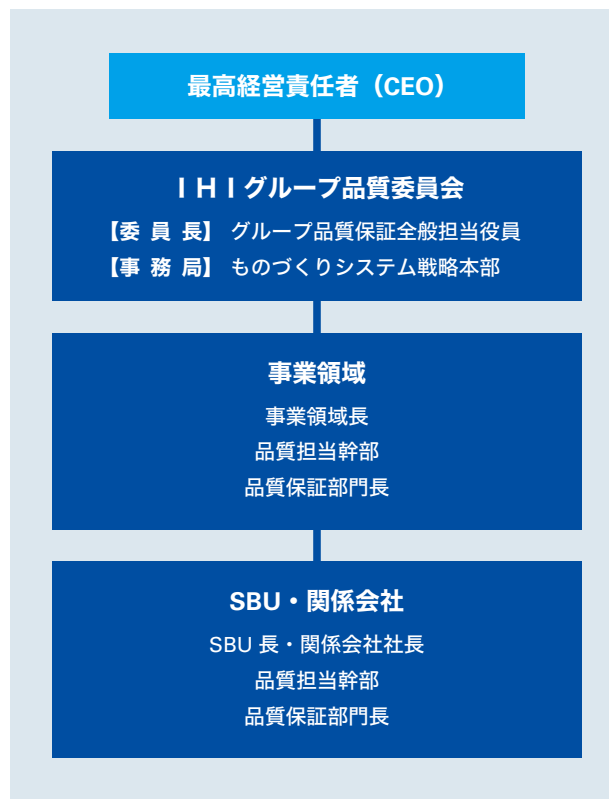 最高経営責任者（CEO）
ＩＨＩグループ品質委員会
【委 員 長】 グループ品質保証全般担当役員
【事 務 局】 ものづくりシステム戦略本部
事業領域
事業領域長
品質担当幹部
品質保証部門長
SBU・関係会社
SBU 長・関係会社社長
品質担当幹部
品質保証部門長